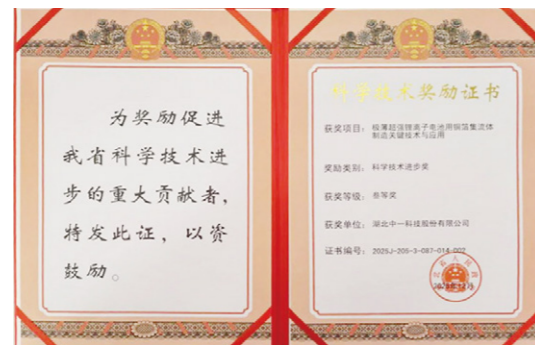 为奖励促进
我省科学技术进
步的重大贡献者，
特发此证，以资
鼓励。
科学技术奖励证书
获奖项目：极薄超强锂离子电池用铜箔集流体
制造关键技术与应用
奖励类别：科学技术进步奖
获奖等级：叁等奖
获奖单位：湖北中一科技股份有限公司
证书编号：